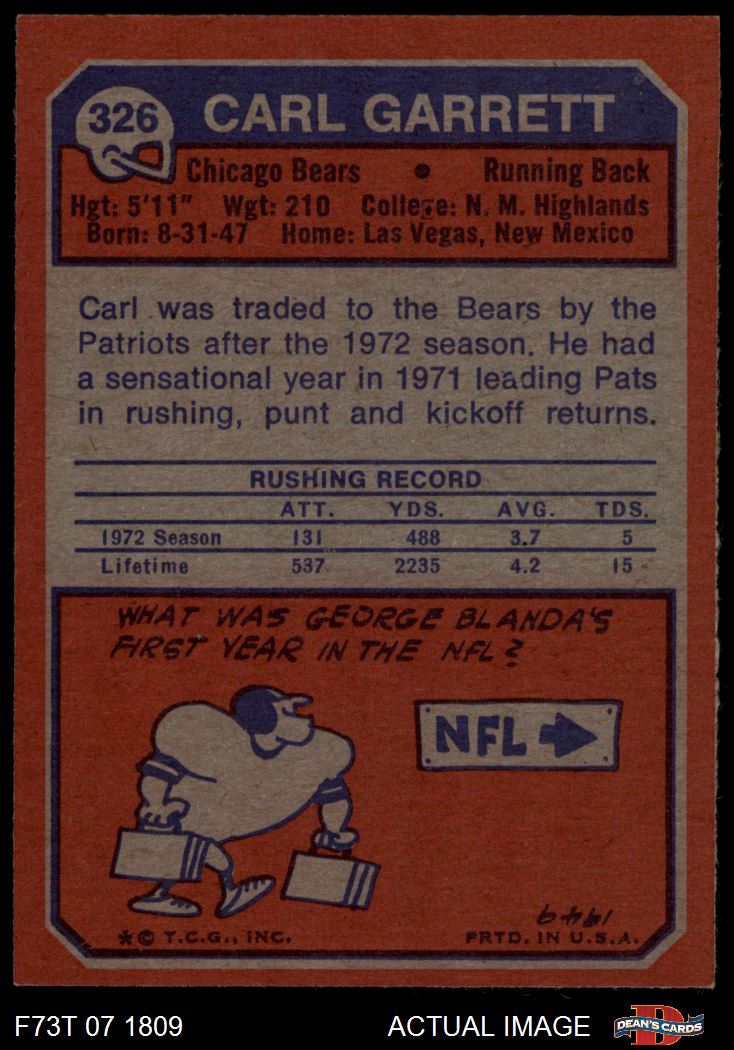 326
CARL GARRETT
Chicago Bears • Running Back
Hgt: 5'11" Wgt: 210 College: N. M. Highlands
Born: 8-31-47 Home: Las Vegas, New Mexico
Carl was traded to the Bears by the
Patriots after the 1972 season. He had
a sensational year in 1971 leading Pats
in rushing, punt and kickoff returns.
RUSHING RECORD
ATT. YDS. AVG. TDS.
1972 Season 131 488 3.7 5
Lifetime 537 2235 4.2 15
WHAT WAS GEORGE BLANDA'S
FIRST YEAR IN THE NFL?
NFL
1949
* © T.C.G., INC. PRTD. IN U.S.A.
F73T 07 1809 ACTUAL IMAGE
D
DEAN'S CARDS